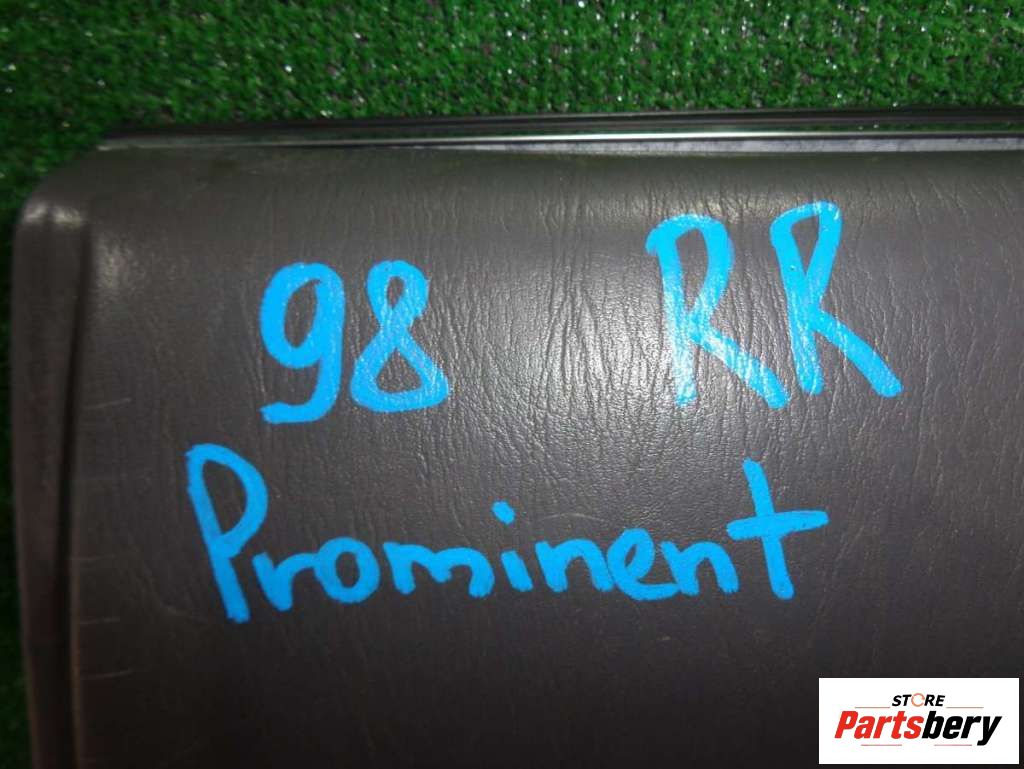 98 RR
Prominent
STORE
Partsbery